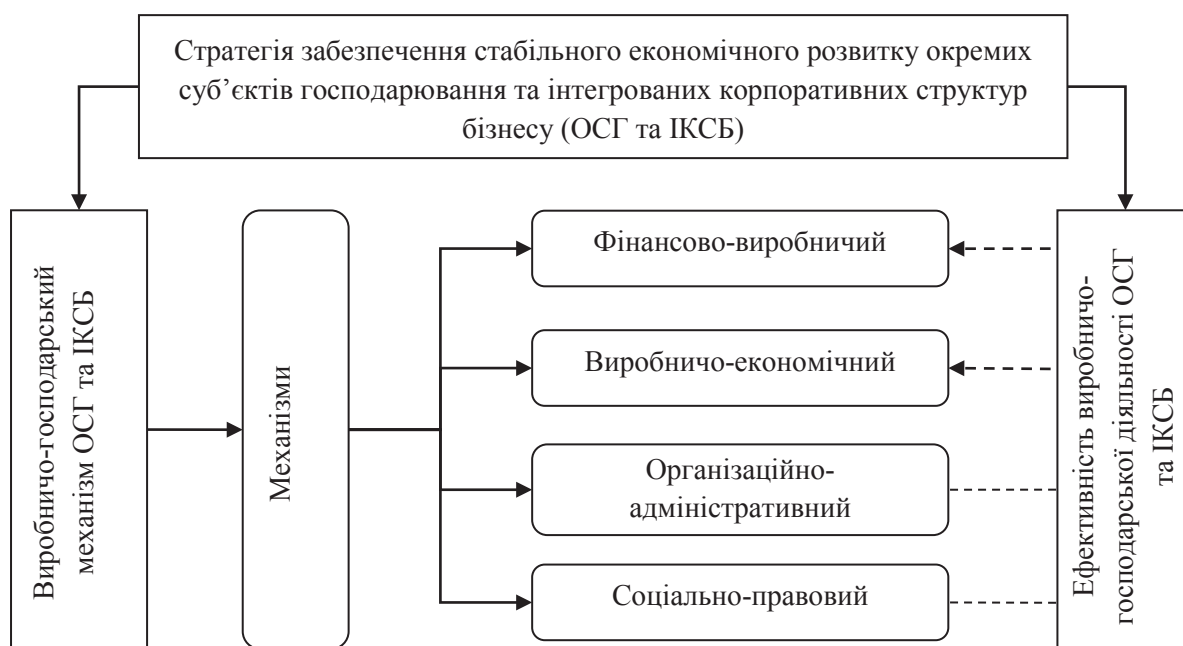 Стратегія забезпечення стабільного економічного розвитку окремих
суб’єктів господарювання та інтегрованих корпоративних структур
бізнесу (ОСГ та ІКСБ)
Виробничо-господарський
механізм ОСГ та ІКСБ
Механізми
Фінансово-виробничий
Виробничо-економічний
Організаційно-
адміністративний
Соціально-правовий
Ефективність виробничо-
господарської діяльності ОСГ
та ІКСБ